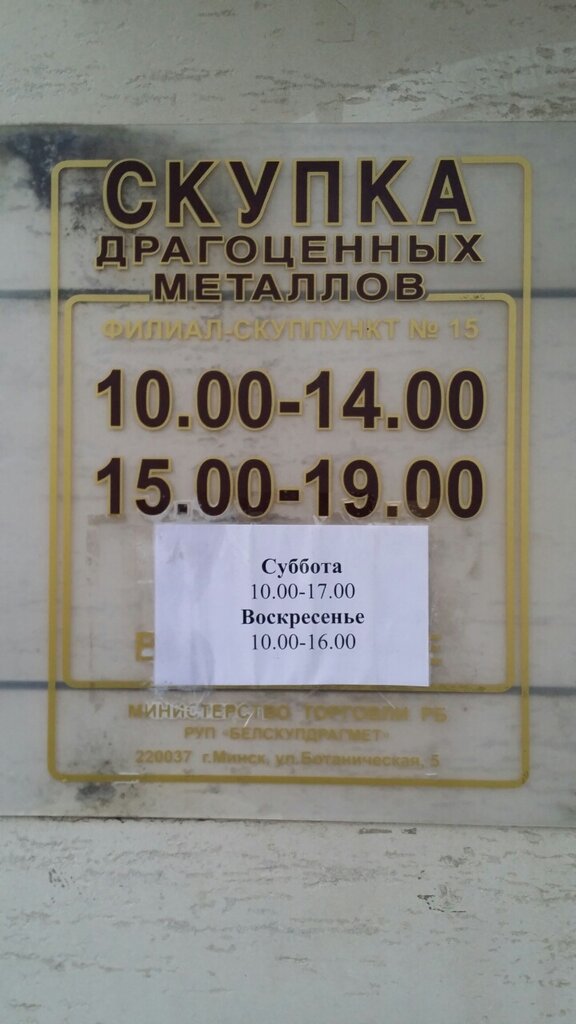 СКУПКА
ДРАГОЦЕННЫХ
МЕТАЛЛОВ
ФИЛИАЛ-СКУППУНКТ № 15
10.00-14.00
15.00-19.00
Суббота
10.00-17.00
Воскресенье
10.00-16.00
МИНИСТЕРСТВО ТОРГОВЛИ РБ
РУП «БЕЛСКУПДРАГМЕТ»
220037 г.Минск, ул.Ботаническая, 5